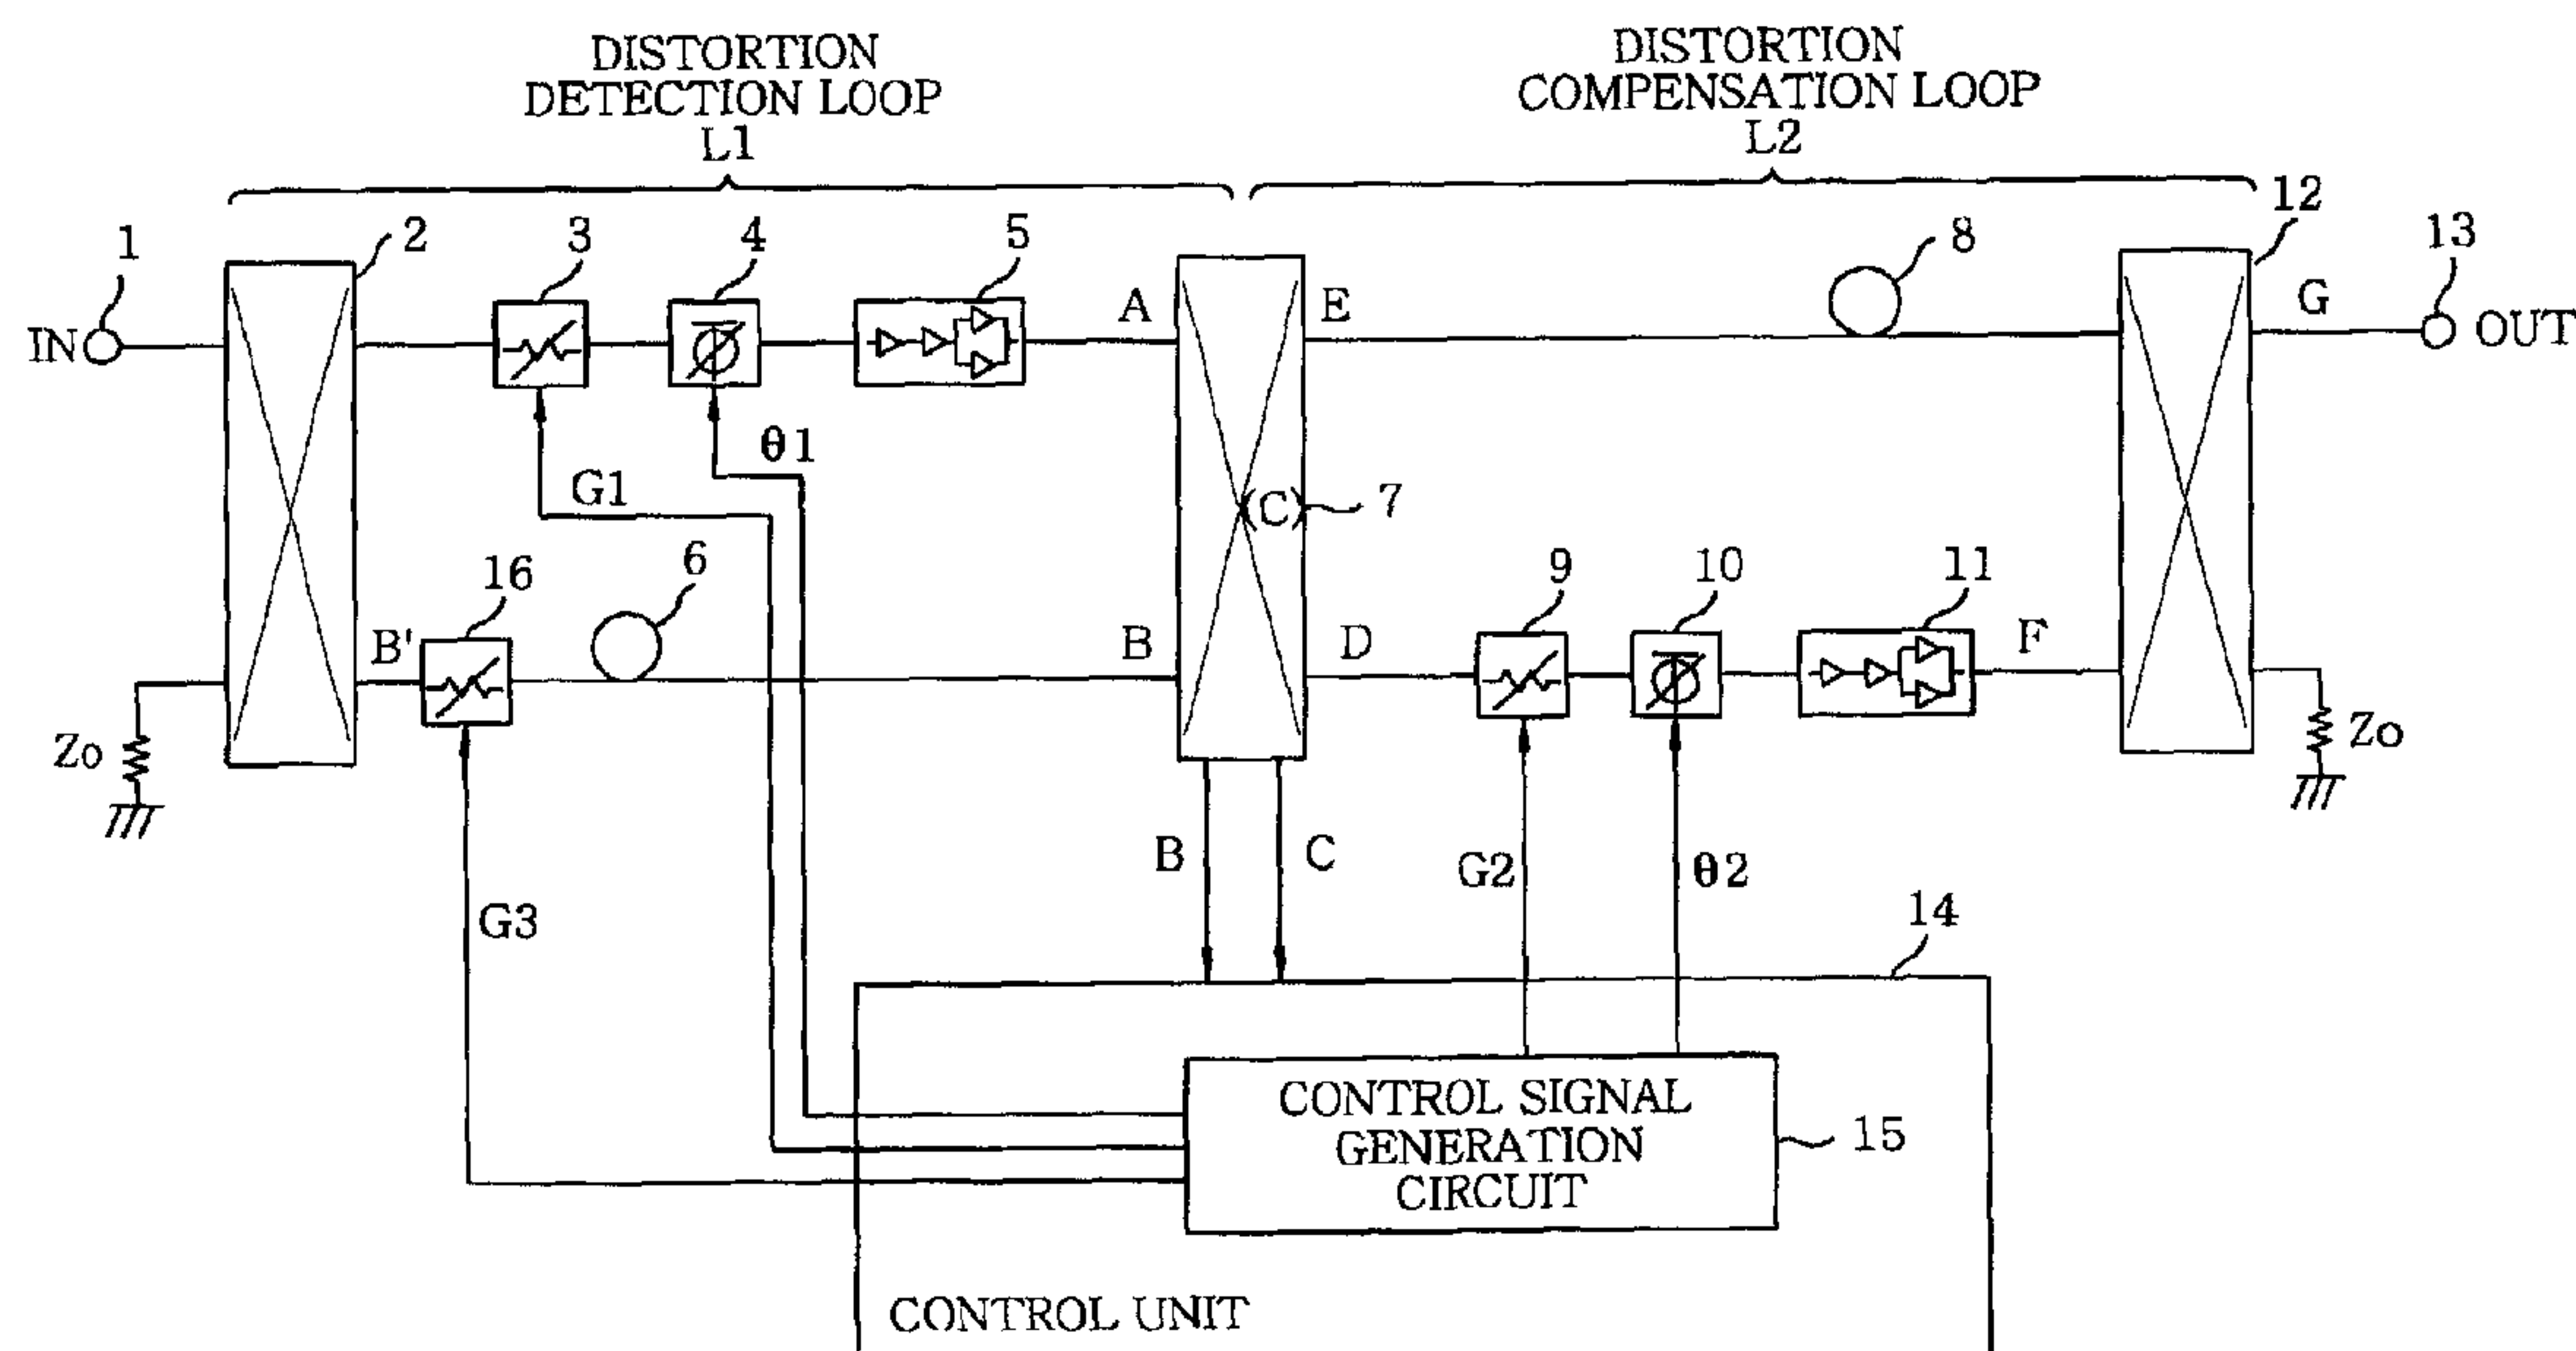 DISTORTION
DETECTION LOOP
L1
DISTORTION
COMPENSATION LOOP
L2
1
2
3
4
5
8
12
13
IN
A
E
G
OUT
θ1
G1
(C)
7
16
6
9
10
11
B'
B
D
F
Zo
Zo
B
C
G2
θ2
G3
14
CONTROL SIGNAL
GENERATION
CIRCUIT
15
CONTROL UNIT